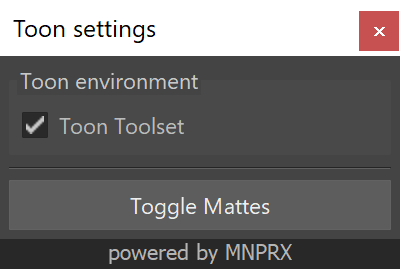 Toon settings
Toon environment
Toon Toolset
Toggle Mattes
powered by MNPRX